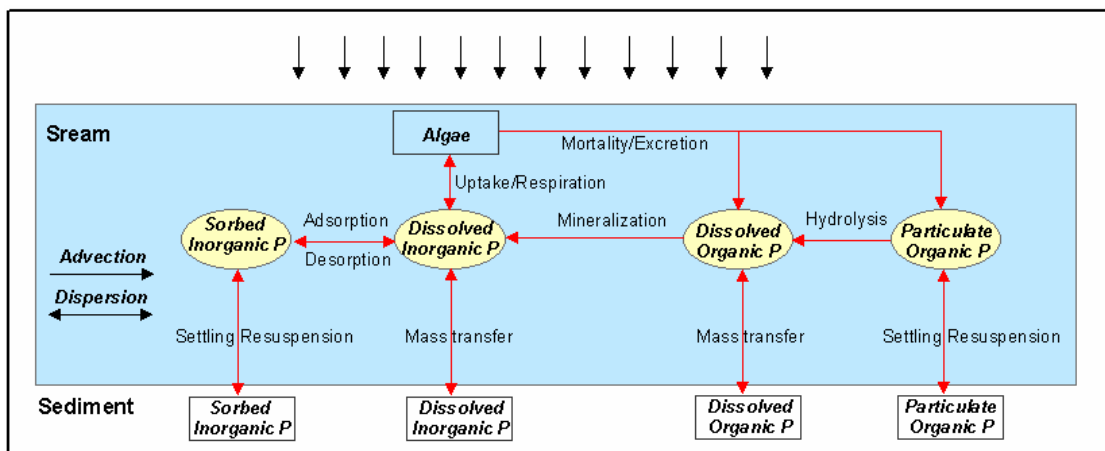 Sream
Algae
Mortality/Excretion
Uptake/Respiration
Sorbed
Inorganic P
Adsorption
Desorption
Dissolved
Inorganic P
Mineralization
Dissolved
Organic P
Hydrolysis
Particulate
Organic P
Advection
Dispersion
Settling Resuspension
Mass transfer
Mass transfer
Settling Resuspension
Sediment
Sorbed
Inorganic P
Dissolved
Inorganic P
Dissolved
Organic P
Particulate
Organic P